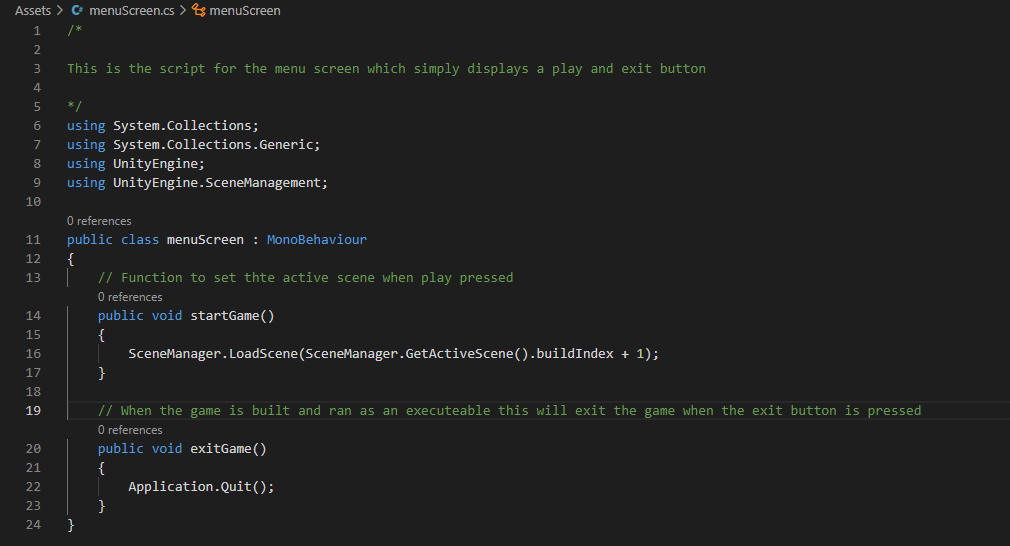 Assets > menuScreen.cs > menuScreen
1 /*
2
3 This is the script for the menu screen which simply displays a play and exit button
4
5 */
6 using System.Collections;
7 using System.Collections.Generic;
8 using UnityEngine;
9 using UnityEngine.SceneManagement;
10
0 references
11 public class menuScreen : MonoBehaviour
12 {
13 // Function to set thte active scene when play pressed
0 references
14 public void startGame()
15 {
16 SceneManager.LoadScene(SceneManager.GetActiveScene().buildIndex + 1);
17 }
18
19 // When the game is built and ran as an executeable this will exit the game when the exit button is pressed
0 references
20 public void exitGame()
21 {
22 Application.Quit();
23 }
24 }